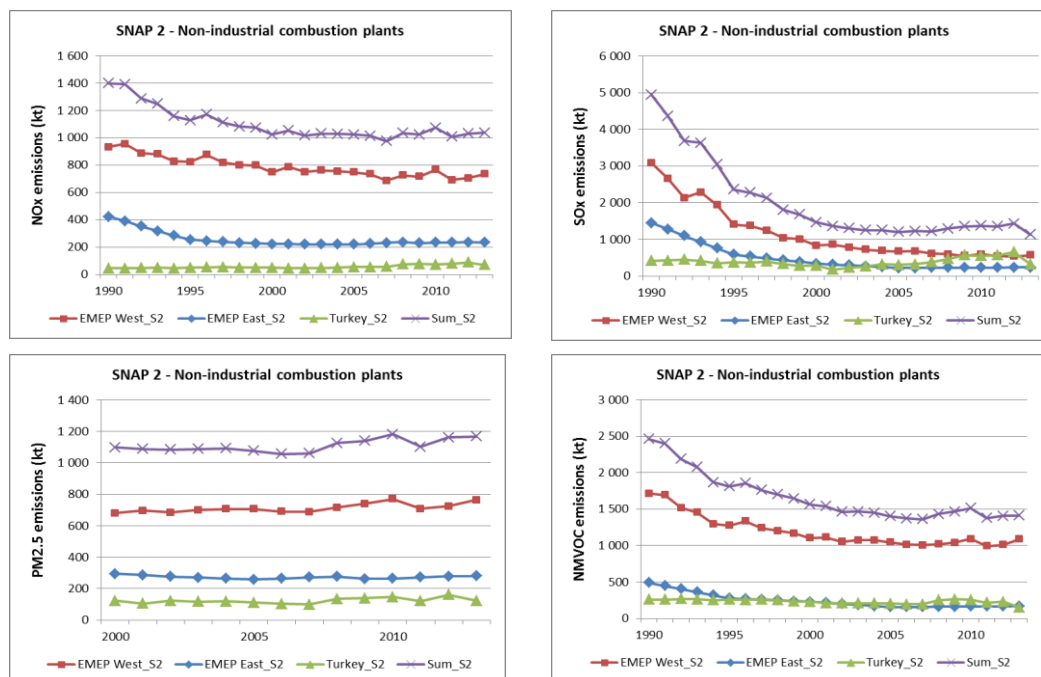 SNAP 2 - Non-industrial combustion plants
NOx emissions (kt)
1 600
1 400
1 200
1 000
800
600
400
200
0
1990 1995 2000 2005 2010
EMEP West_S2 EMEP East_S2 Turkey_S2 Sum_S2
SNAP 2 - Non-industrial combustion plants
SOx emissions (kt)
6 000
5 000
4 000
3 000
2 000
1 000
0
1990 1995 2000 2005 2010
EMEP West_S2 EMEP East_S2 Turkey_S2 Sum_S2
SNAP 2 - Non-industrial combustion plants
PM2.5 emissions (kt)
1 400
1 200
1 000
800
600
400
200
0
2000 2005 2010
EMEP West_S2 EMEP East_S2 Turkey_S2 Sum_S2
SNAP 2 - Non-industrial combustion plants
NMVOC emissions (kt)
3 000
2 500
2 000
1 500
1 000
500
0
1990 1995 2000 2005 2010
EMEP West_S2 EMEP East_S2 Turkey_S2 Sum_S2